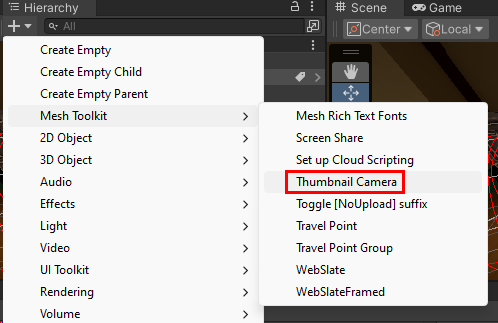 Hierarchy
All
Scene
Game
Center
Local
Create Empty
Create Empty Child
Create Empty Parent
Mesh Toolkit
2D Object
3D Object
Audio
Effects
Light
Video
UI Toolkit
Rendering
Volume
Mesh Rich Text Fonts
Screen Share
Set up Cloud Scripting
Thumbnail Camera
Toggle [NoUpload] suffix
Travel Point
Travel Point Group
WebSlate
WebSlateFramed